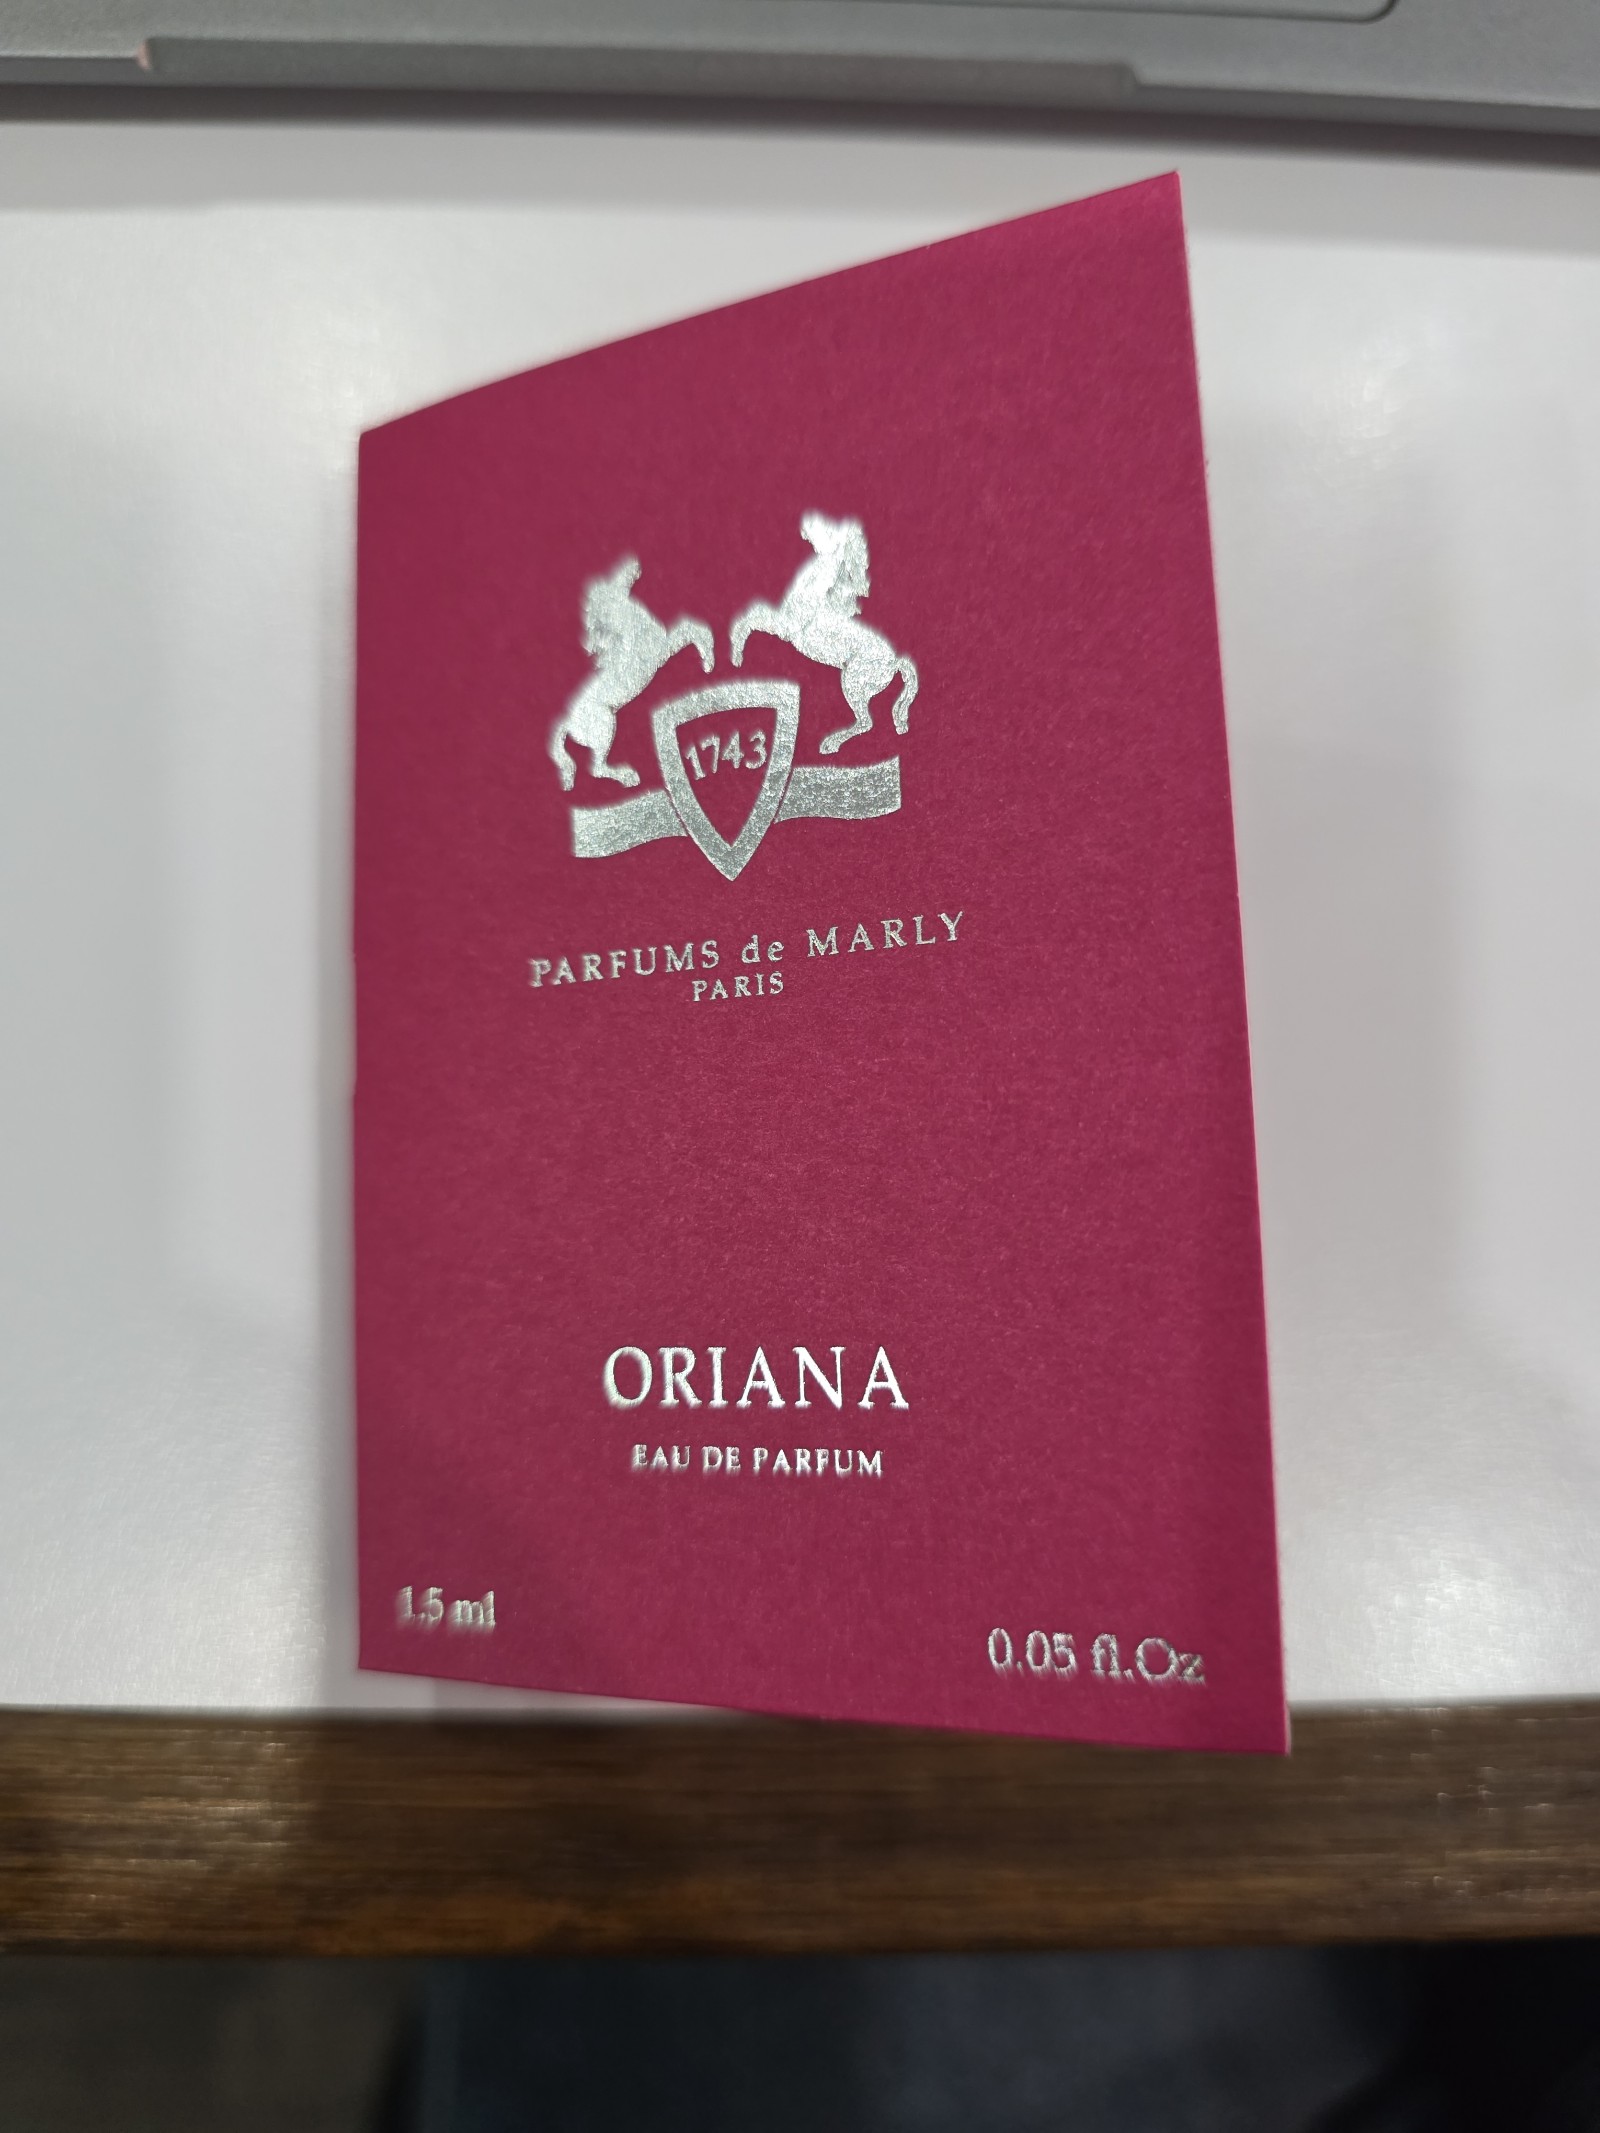 1743
PARFUMS de MARLY
PARIS
ORIANA
EAU DE PARFUM
1.5 ml
0.05 fl.Oz